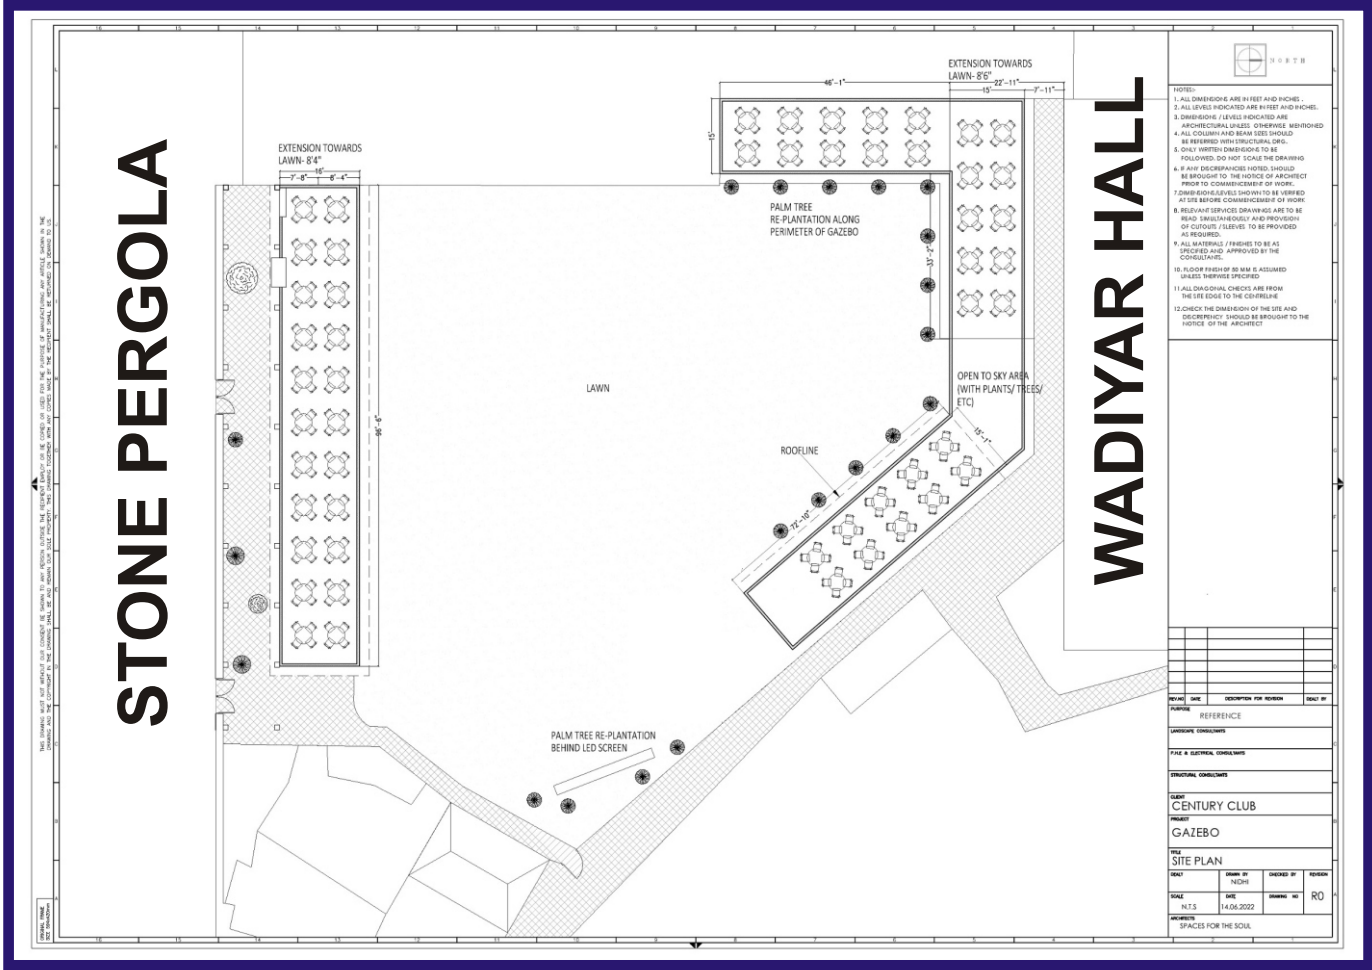 STONE PERGOLA
WADIYAR HALL
EXTENSION TOWARDS
LAWN- 8'4"
16'
7'-8"
8'-4"
96'-6"
LAWN
46'-1"
EXTENSION TOWARDS
LAWN- 8'6"
22'-11"
15'
7'-11"
15'
PALM TREE
RE-PLANTATION ALONG
PERIMETER OF GAZEBO
33'-2"
OPEN TO SKY AREA
(WITH PLANTS/ TREES/
ETC)
15'-1"
ROOFLINE
72'-10"
PALM TREE RE-PLANTATION
BEHIND LED SCREEN
NORTH
NOTES:-
1. ALL DIMENSIONS ARE IN FEET AND INCHES .
2. ALL LEVELS INDICATED ARE IN FEET AND INCHES.
3. DIMENSIONS / LEVELS INDICATED ARE
ARCHITECTURAL UNLESS OTHERWISE MENTIONED
4. ALL COLUMN AND BEAM SIZES SHOULD
BE REFERRED WITH STRUCTURAL ORG.
5. ONLY WRITTEN DIMENSIONS TO BE
FOLLOWED. DO NOT SCALE THE DRAWING
6. IF ANY DISCREPANCIES NOTED, SHOULD
BE BROUGHT TO THE NOTICE OF ARCHITECT
PRIOR TO COMMENCEMENT OF WORK.
7.DIMENSIONS/LEVELS SHOWN TO BE VERIFIED
AT SITE BEFORE COMMENCEMENT OF WORK
8. RELEVANT SERVICES DRAWINGS ARE TO BE
READ SIMULTANEOUSLY AND PROVISION
OF CUTOUTS / SLEEVES TO BE PROVIDED
AS REQUIRED.
9. ALL MATERIALS / FINISHES TO BE AS
SPECIFIED AND APPROVED BY THE
CONSULTANTS.
10. FLOOR FINISH OF 50 MM IS ASSUMED
UNLESS THERWISE SPECIFIED
11.ALL DIAGONAL CHECKS ARE FROM
THE SITE EDGE TO THE CENTRELINE
12.CHECK THE DIMENSION OF THE SITE AND
DISCREPENCY SHOULD BE BROUGHT TO THE
NOTICE OF THE ARCHITECT
REV.NO DATE DESCRIPTION FOR REVISION DEALT BY
PURPOSE
REFERENCE
LANDSCAPE CONSULTANTS
P.H.E & ELECTRICAL CONSULTANTS
STRUCTURAL CONSULTANTS
CLIENT
CENTURY CLUB
PROJECT
GAZEBO
TITLE
SITE PLAN
DEALT DRAWN BY CHECKED BY REVISION
NIDHI
R0
SCALE DATE DRAWING NO
N.T.S 14.06.2022
ARCHITECTS
SPACES FOR THE SOUL